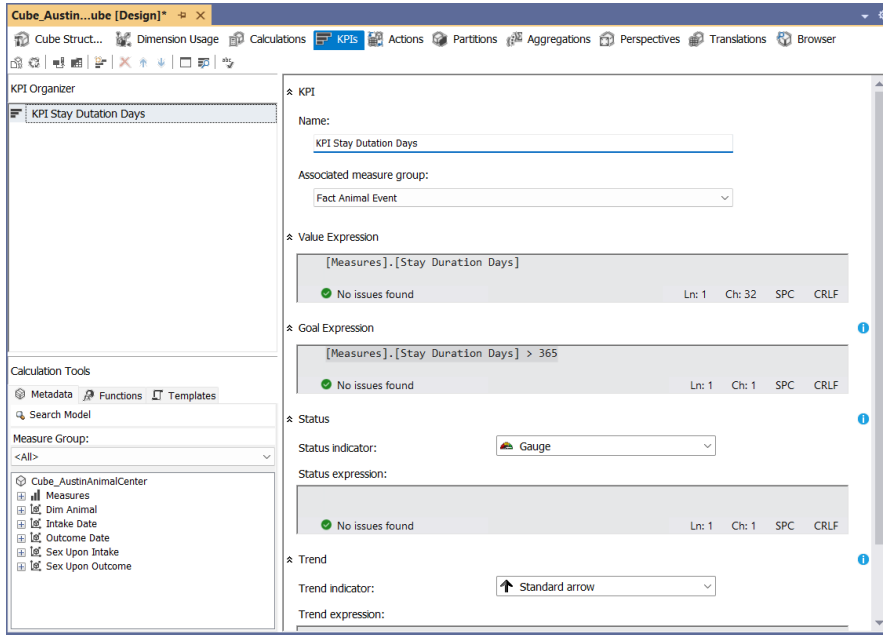 Cube_Austin...ube [Design]*
Cube Struct... Dimension Usage Calculations KPIs Actions Partitions Aggregations Perspectives Translations Browser
KPI Organizer
KPI Stay Dutation Days
KPI
Name:
KPI Stay Dutation Days
Associated measure group:
Fact Animal Event
Value Expression
[Measures].[Stay Duration Days]
No issues found Ln: 1 Ch: 32 SPC CRLF
Goal Expression
[Measures].[Stay Duration Days] > 365
No issues found Ln: 1 Ch: 1 SPC CRLF
Status
Status indicator: Gauge
Status expression:
No issues found Ln: 1 Ch: 1 SPC CRLF
Trend
Trend indicator: Standard arrow
Trend expression:
Calculation Tools
Metadata Functions Templates
Search Model
Measure Group:
<All>
Cube_AustinAnimalCenter
Measures
Dim Animal
Intake Date
Outcome Date
Sex Upon Intake
Sex Upon Outcome